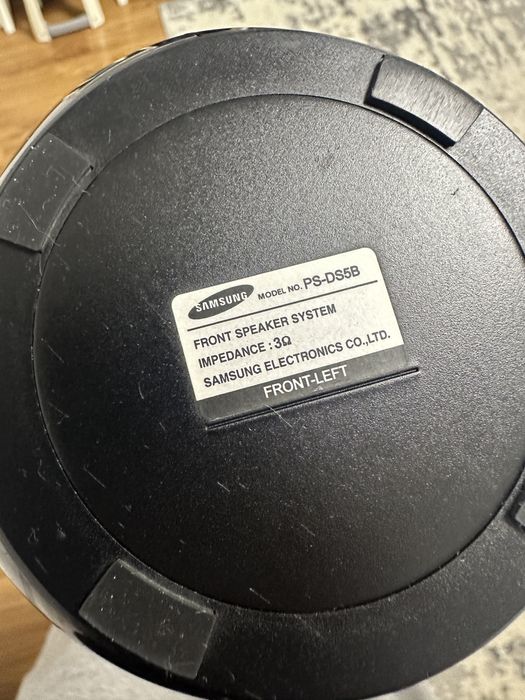 SAMSUNG MODEL NO. PS-DS5B
FRONT SPEAKER SYSTEM
IMPEDANCE : 3Ω
SAMSUNG ELECTRONICS CO.,LTD.
FRONT-LEFT